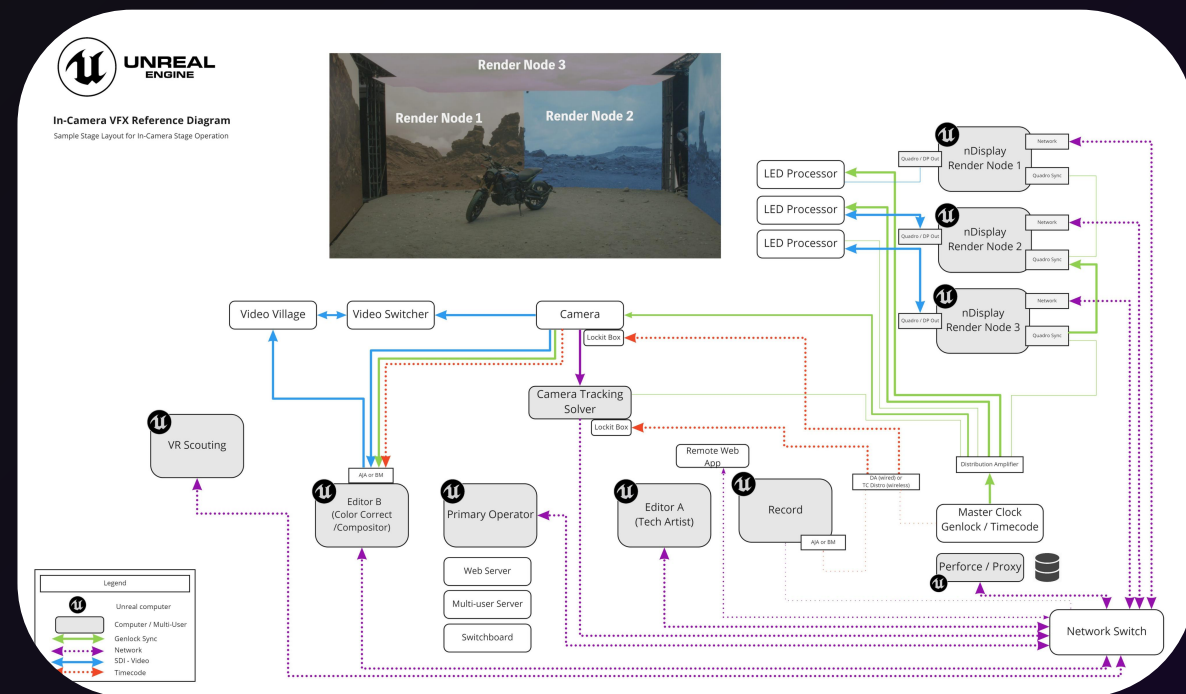 UNREAL
ENGINE
In-Camera VFX Reference Diagram
Sample Stage Layout for In-Camera Stage Operation
Render Node 3
Render Node 1
Render Node 2
LED Processor
LED Processor
LED Processor
nDisplay
Render Node 1
Network
Quadro / DP Out
Quadro Sync
nDisplay
Render Node 2
Network
Quadro / DP Out
Quadro Sync
nDisplay
Render Node 3
Network
Quadro / DP Out
Quadro Sync
Video Village
Video Switcher
Camera
Lockit Box
Camera Tracking
Solver
Lockit Box
VR Scouting
AJA or BM
Editor B
(Color Correct
/Compositor)
Primary Operator
Web Server
Multi-user Server
Switchboard
Remote Web
App
Editor A
(Tech Artist)
Record
AJA or BM
DA (wired) or
TC Distro (wireless)
Distribution Amplifier
Master Clock
Genlock / Timecode
Perforce / Proxy
Network Switch
Legend
Unreal computer
Computer / Multi-User
Genlock Sync
Network
SDI - Video
Timecode